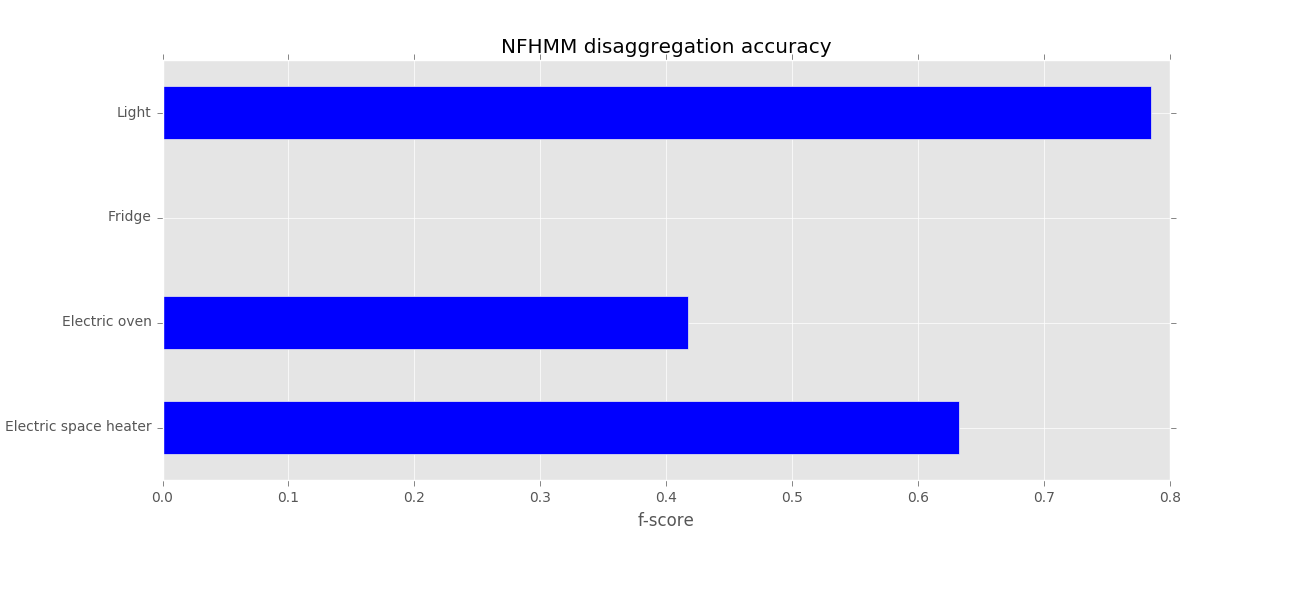 NFHMM disaggregation accuracy
Light
Fridge
Electric oven
Electric space heater
0.0 0.1 0.2 0.3 0.4 0.5 0.6 0.7 0.8
f-score